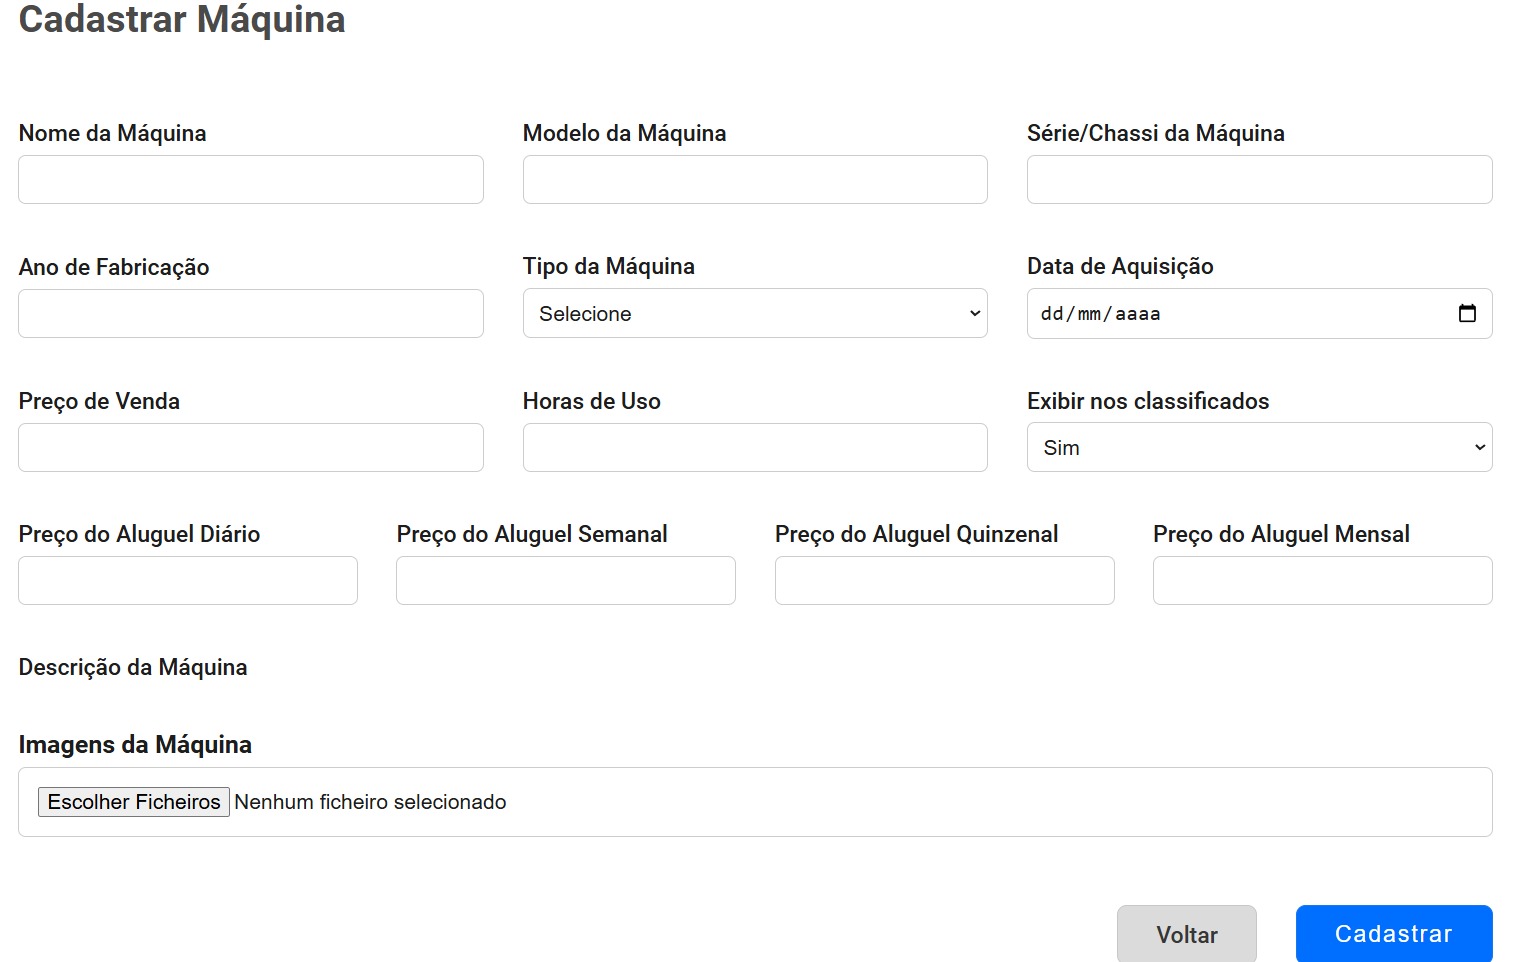 Cadastrar Máquina
Nome da Máquina
Modelo da Máquina
Série/Chassi da Máquina
Ano de Fabricação
Tipo da Máquina
Data de Aquisição
Selecione
dd/mm/aaaa
Preço de Venda
Horas de Uso
Exibir nos classificados
Sim
Preço do Aluguel Diário
Preço do Aluguel Semanal
Preço do Aluguel Quinzenal
Preço do Aluguel Mensal
Descrição da Máquina
Imagens da Máquina
Escolher Ficheiros Nenhum ficheiro selecionado
Voltar
Cadastrar